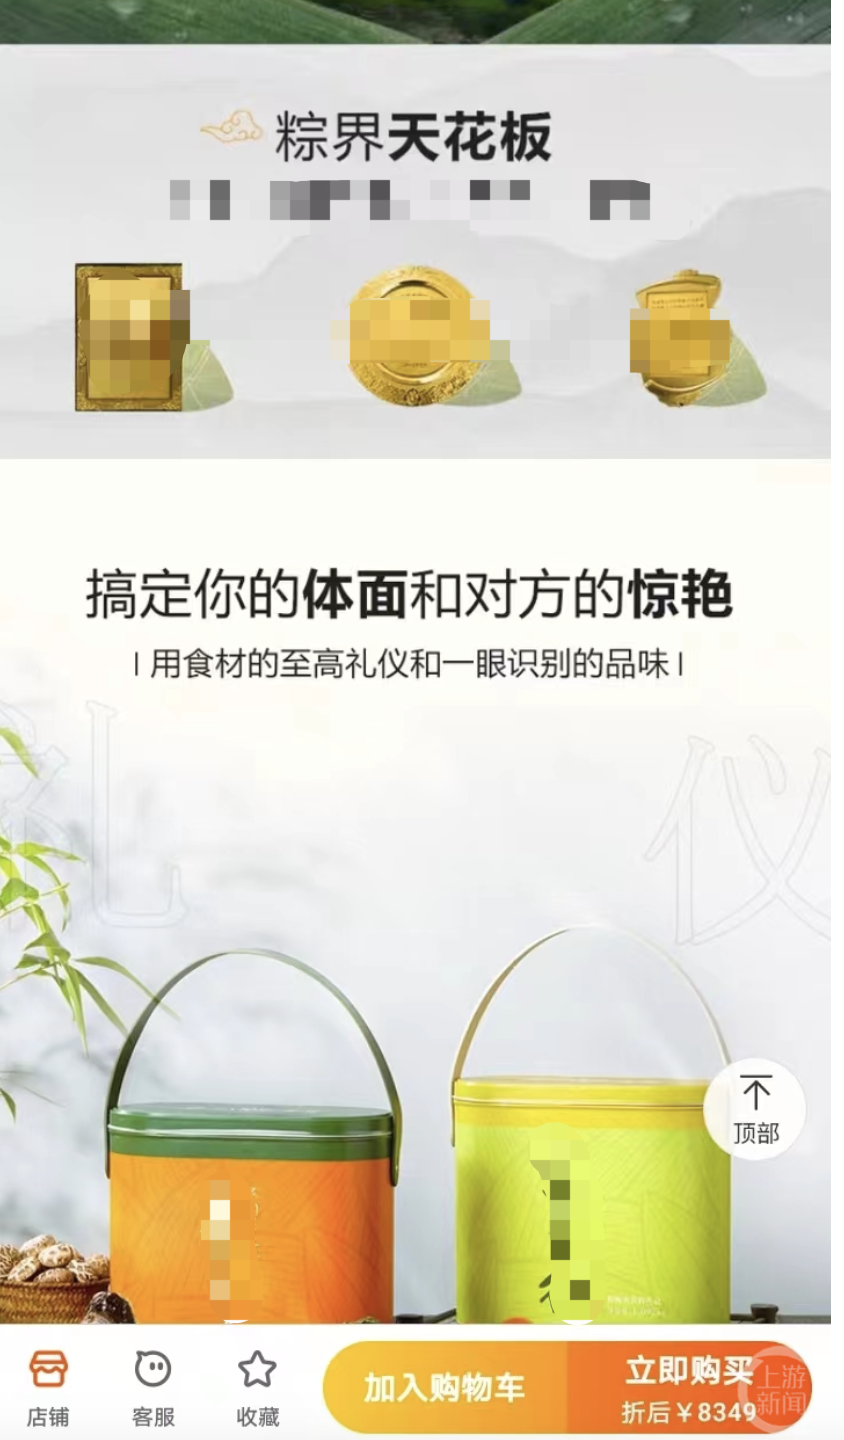 粽界天花板
搞定你的体面和对方的惊艳
用食材的至高礼仪和一眼识别的品味
礼
仪
顶部
店铺
客服
收藏
加入购物车
立即购买
折后￥8349
上游新闻